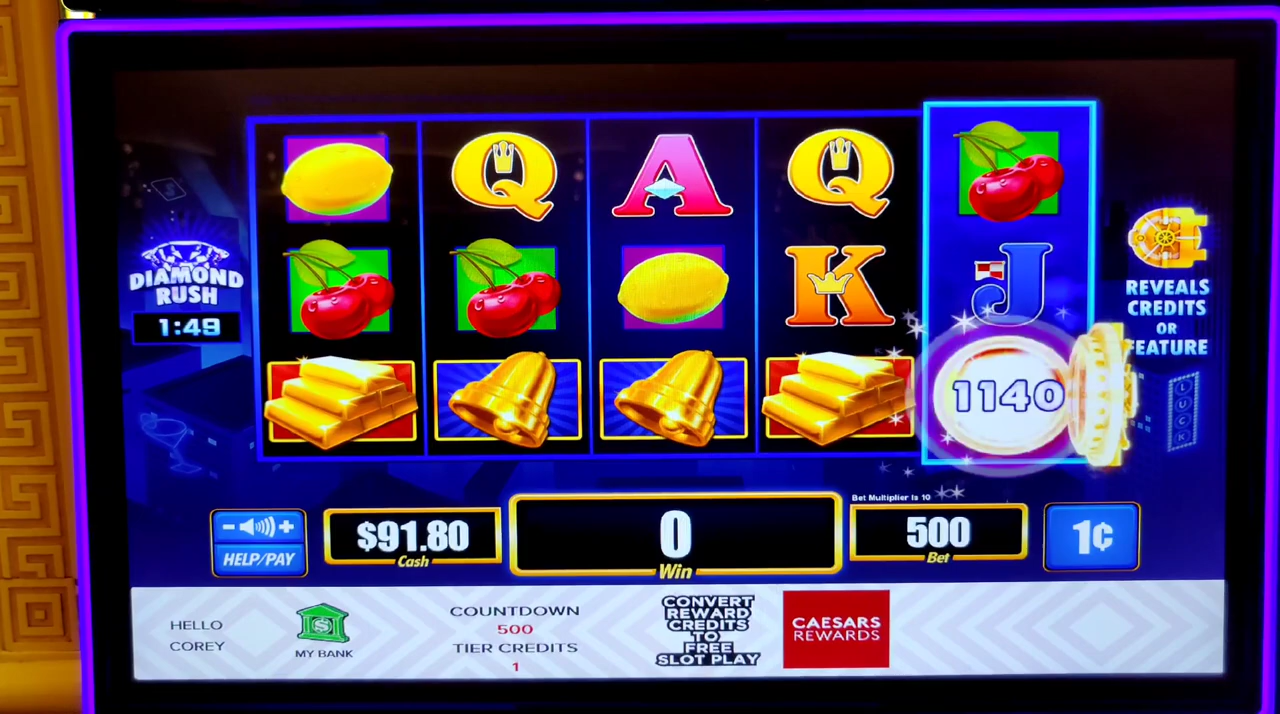 Q
A
Q
K
J
DIAMOND
RUSH
1:49
REVEALS
CREDITS
OR
FEATURE
1140
LUCK
Bet Multiplier Is 10
- +
HELP/PAY
$91.80
Cash
0
Win
500
Bet
1¢
HELLO
COREY
MY BANK
COUNTDOWN
500
TIER CREDITS
1
CONVERT
REWARD
CREDITS
TO
FREE
SLOT PLAY
CAESARS
REWARDS